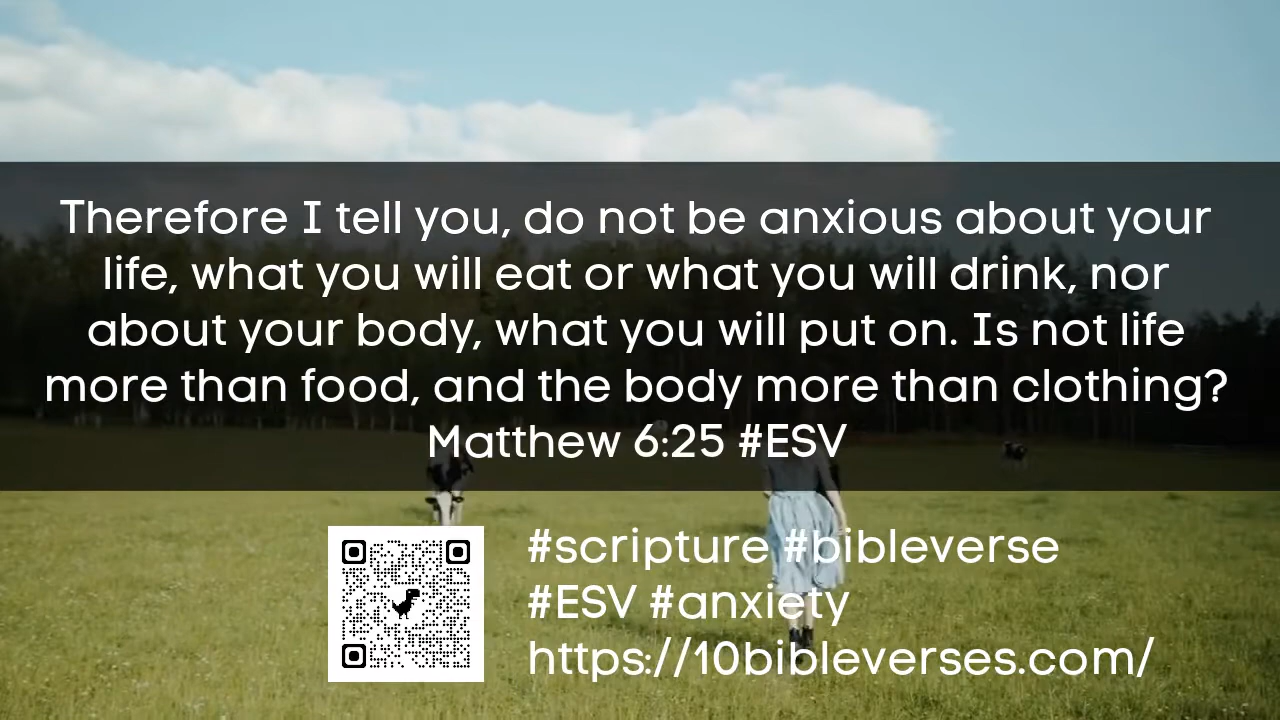 Therefore I tell you, do not be anxious about your
life, what you will eat or what you will drink, nor
about your body, what you will put on. Is not life
more than food, and the body more than clothing?
Matthew 6:25 #ESV
#scripture #bibleverse
#ESV #anxiety
https://10bibleverses.com/